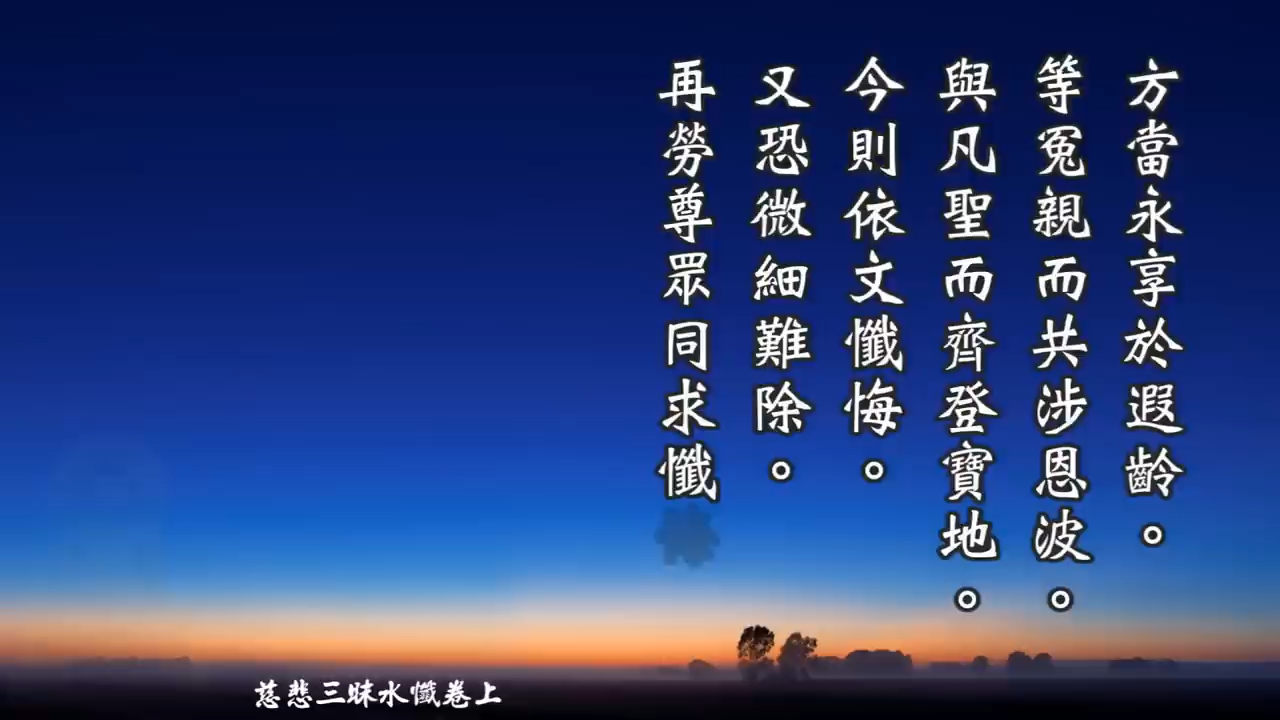 方當永享於遐齡。
等冤親而共涉恩波。
與凡聖而齊登寶地。
今則依文懺悔。
又恐微細難除。
再勞尊眾同求懺
慈悲三昧水懺卷上